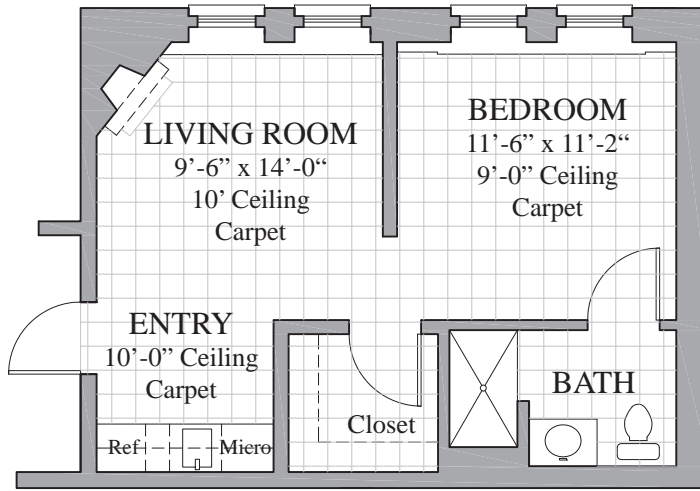 LIVING ROOM
9'-6” x 14'-0“
10' Ceiling
Carpet
BEDROOM
11'-6” x 11'-2“
9'-0” Ceiling
Carpet
ENTRY
10'-0” Ceiling
Carpet
Ref
Micro
Closet
BATH